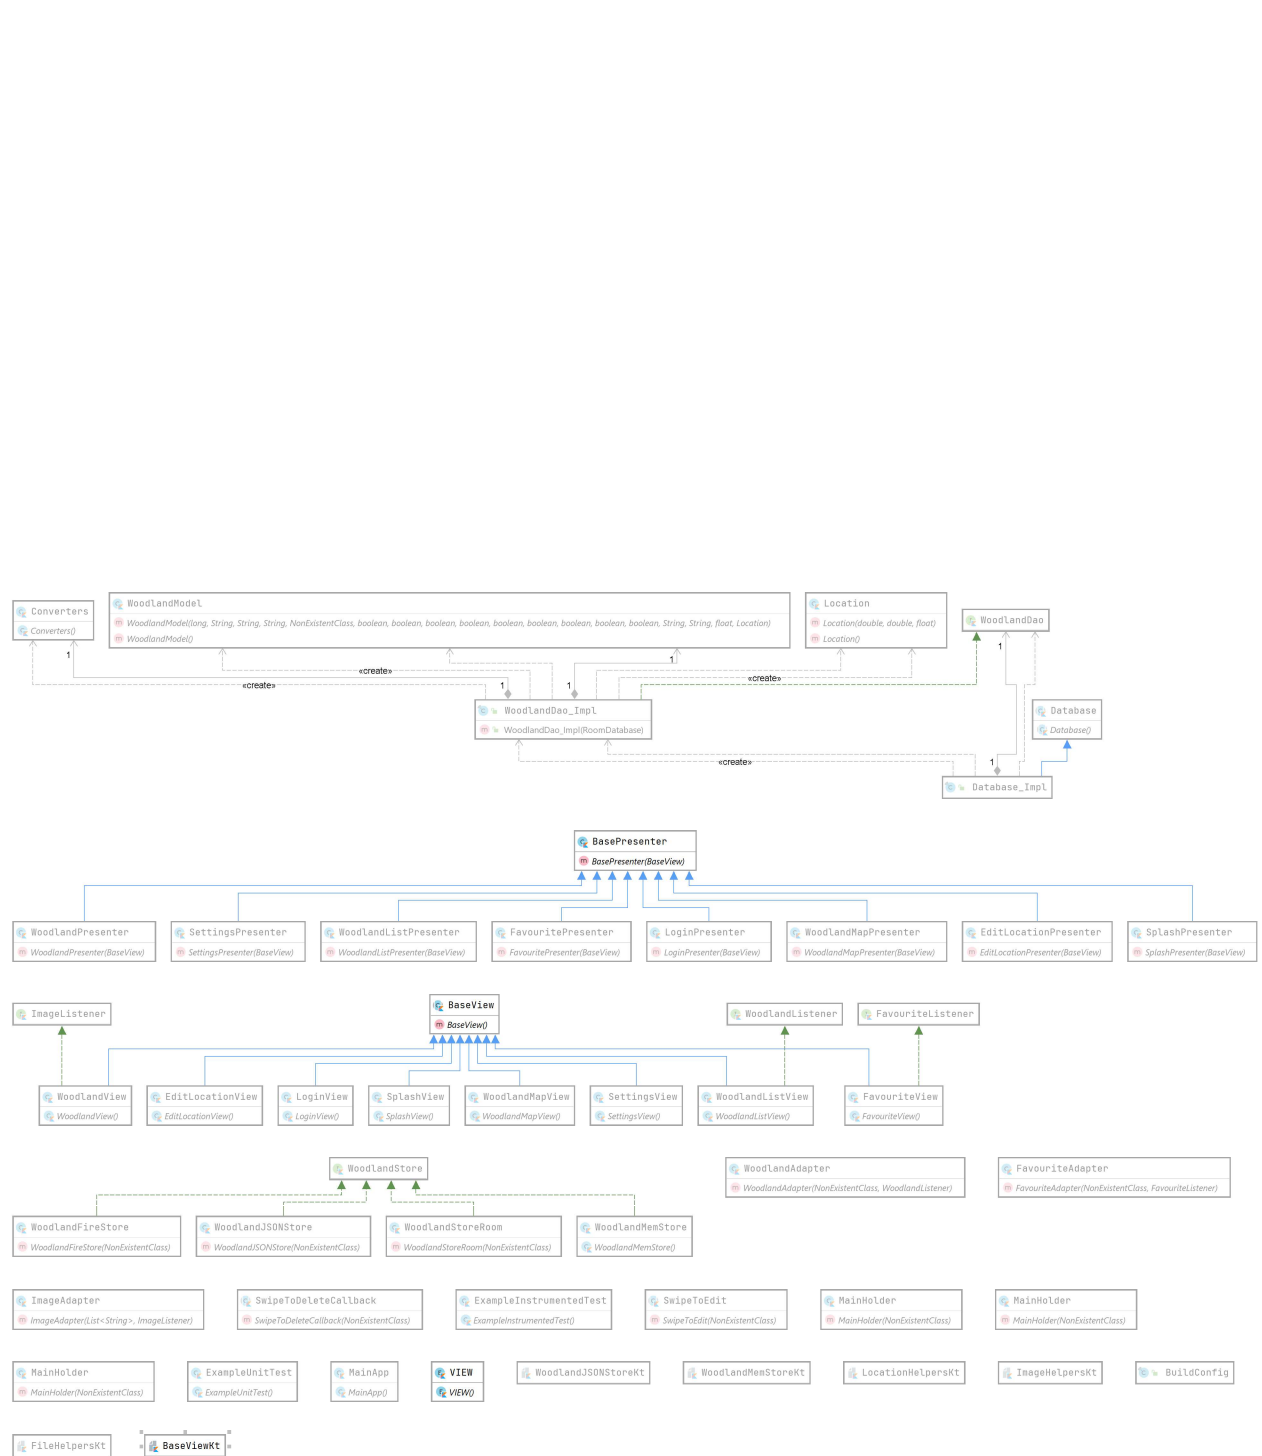 Converters
Converters()
WoodlandModel
WoodlandModel(long, String, String, String, NonExistentClass, boolean, boolean, boolean, boolean, boolean, boolean, boolean, boolean, boolean, String, String, float, Location)
WoodlandModel()
Location
Location(double, double, float)
Location()
WoodlandDao
1
1
1
«create»
«create»
«create»
1
1
WoodlandDao_Impl
WoodlandDao_Impl(RoomDatabase)
Database
Database()
«create»
1
Database_Impl
BasePresenter
BasePresenter(BaseView)
WoodlandPresenter
WoodlandPresenter(BaseView)
SettingsPresenter
SettingsPresenter(BaseView)
WoodlandListPresenter
WoodlandListPresenter(BaseView)
FavouritePresenter
FavouritePresenter(BaseView)
LoginPresenter
LoginPresenter(BaseView)
WoodlandMapPresenter
WoodlandMapPresenter(BaseView)
EditLocationPresenter
EditLocationPresenter(BaseView)
SplashPresenter
SplashPresenter(BaseView)
ImageListener
BaseView
BaseView()
WoodlandListener
FavouriteListener
WoodlandView
WoodlandView()
EditLocationView
EditLocationView()
LoginView
LoginView()
SplashView
SplashView()
WoodlandMapView
WoodlandMapView()
SettingsView
SettingsView()
WoodlandListView
WoodlandListView()
FavouriteView
FavouriteView()
WoodlandStore
WoodlandAdapter
WoodlandAdapter(NonExistentClass, WoodlandListener)
FavouriteAdapter
FavouriteAdapter(NonExistentClass, FavouriteListener)
WoodlandFireStore
WoodlandFireStore(NonExistentClass)
WoodlandJSONStore
WoodlandJSONStore(NonExistentClass)
WoodlandStoreRoom
WoodlandStoreRoom(NonExistentClass)
WoodlandMemStore
WoodlandMemStore()
ImageAdapter
ImageAdapter(List<String>, ImageListener)
SwipeToDeleteCallback
SwipeToDeleteCallback(NonExistentClass)
ExampleInstrumentedTest
ExampleInstrumentedTest()
SwipeToEdit
SwipeToEdit(NonExistentClass)
MainHolder
MainHolder(NonExistentClass)
MainHolder
MainHolder(NonExistentClass)
MainHolder
MainHolder(NonExistentClass)
ExampleUnitTest
ExampleUnitTest()
MainApp
MainApp()
VIEW
VIEW()
WoodlandJSONStoreKt
WoodlandMemStoreKt
LocationHelpersKt
ImageHelpersKt
BuildConfig
FileHelpersKt
BaseViewKt